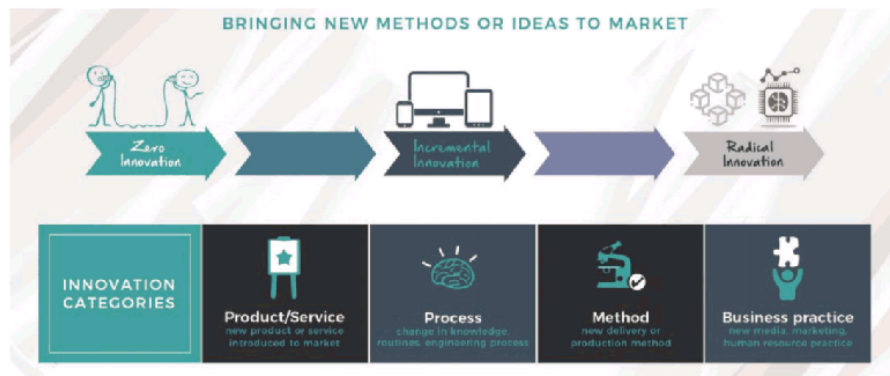 BRINGING NEW METHODS OR IDEAS TO MARKET
Zero
Innovation
Incremental
Innovation
Radical
Innovation
INNOVATION
CATEGORIES
Product/Service
new product or service
introduced to market
Process
change in knowledge,
routines, engineering process
Method
new delivery or
production method
Business practice
new media, marketing,
human resource practice